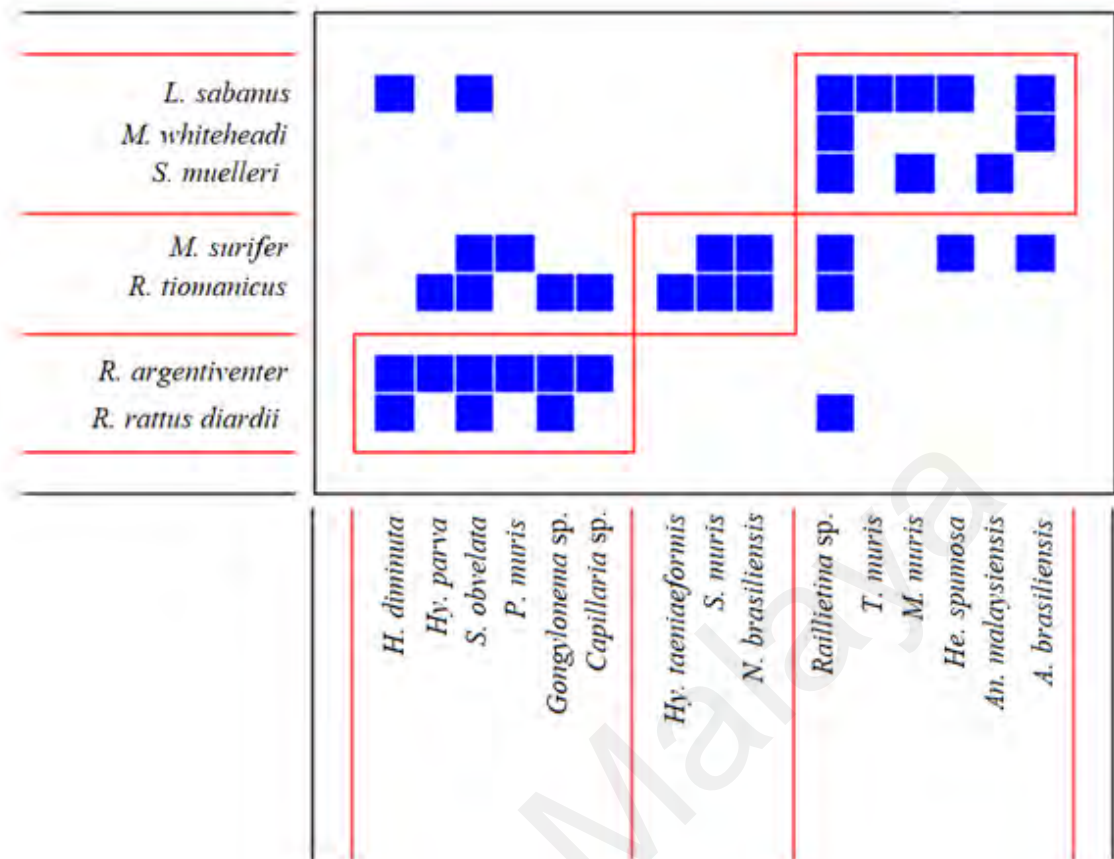 L. sabanus
M. whiteheadi
S. muelleri
M. surifer
R. tiomanicus
R. argentiventer
R. rattus diardii
H. diminuta
Hy. parva
S. obvelata
P. muris
Gongylonema sp.
Capillaria sp.
Hy. taeniaeformis
S. muris
N. brasiliensis
Raillietina sp.
T. muris
M. muris
He. spumosa
An. malaysiensis
A. brasiliensis
Malaya